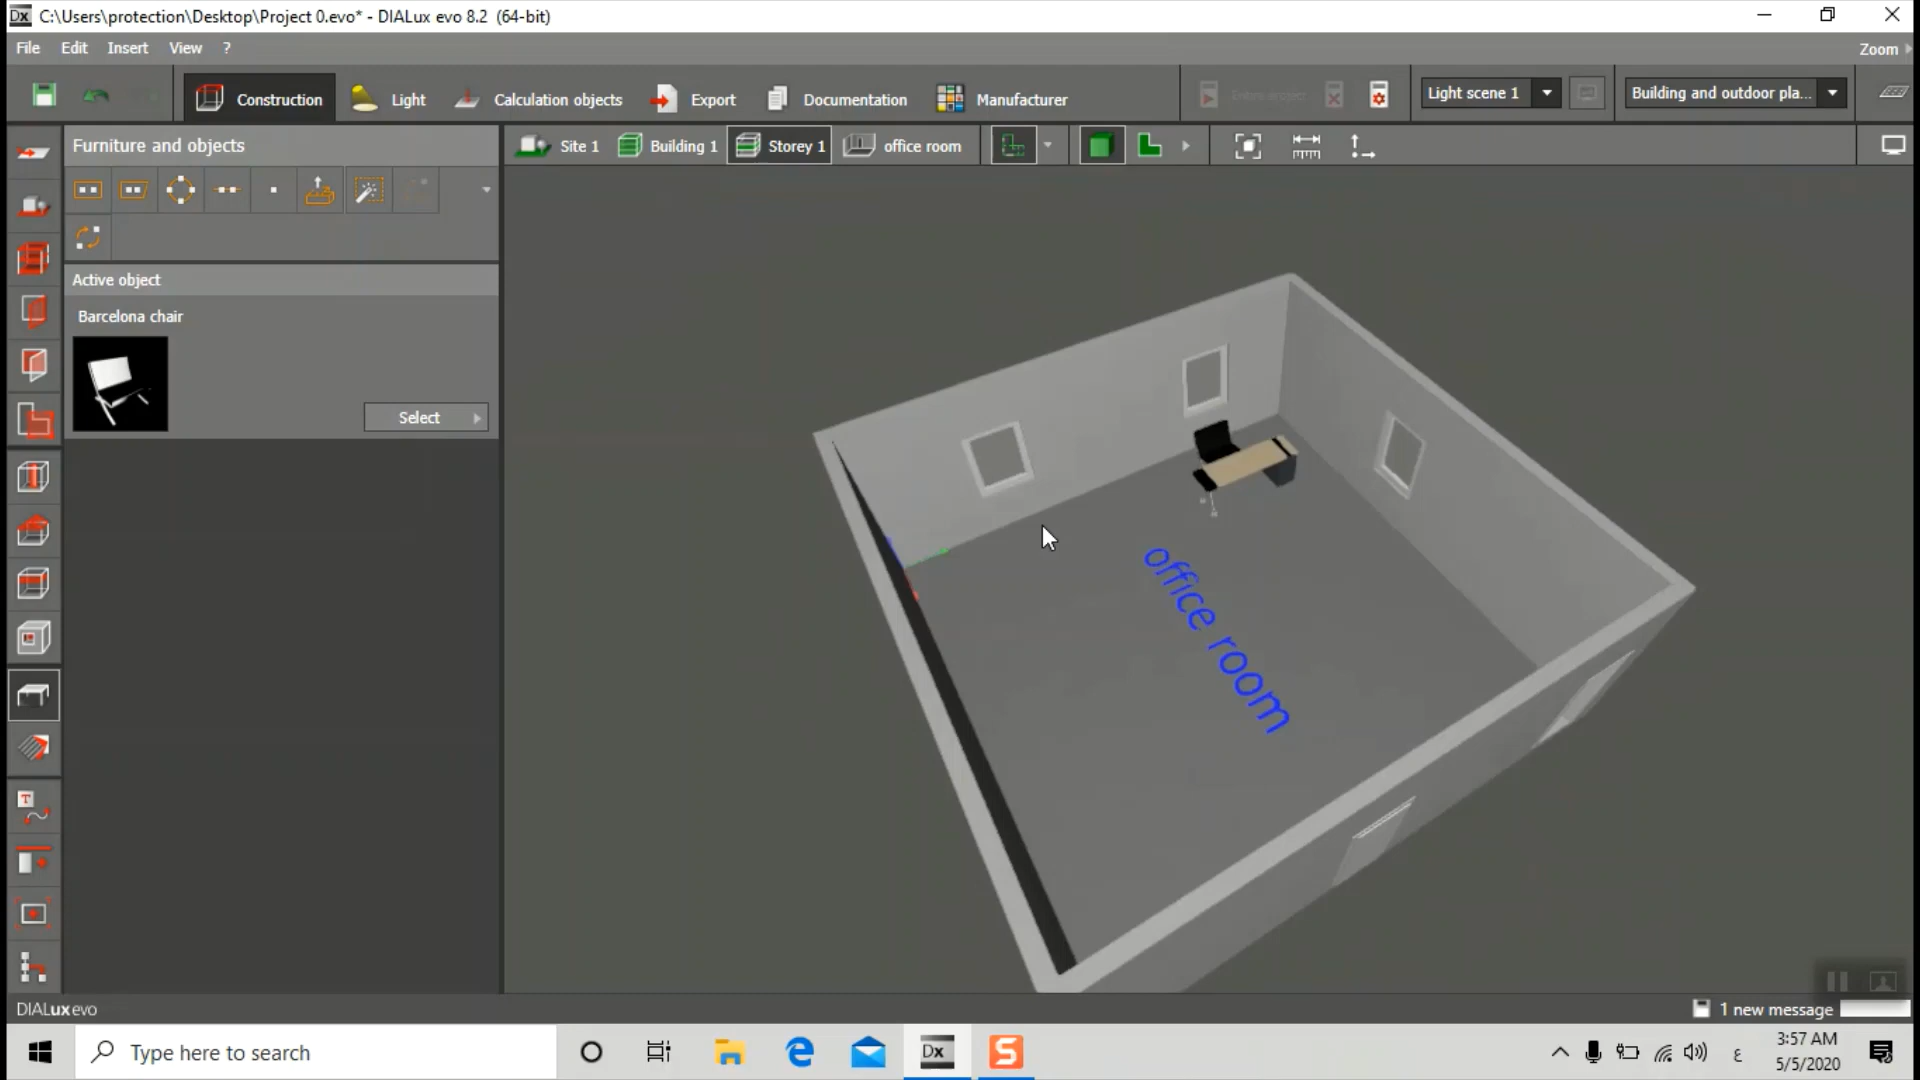 Dx C:\Users\protection\Desktop\Project 0.evo* - DIALux evo 8.2 (64-bit)
File Edit Insert View ? Zoom
Construction Light Calculation objects Export Documentation Manufacturer Light scene 1 Building and outdoor pla...
Furniture and objects Site 1 Building 1 Storey 1 office room
Active object
Barcelona chair
Select
office room
DIALux evo 1 new message
Type here to search Dx S ع 3:57 AM
5/5/2020